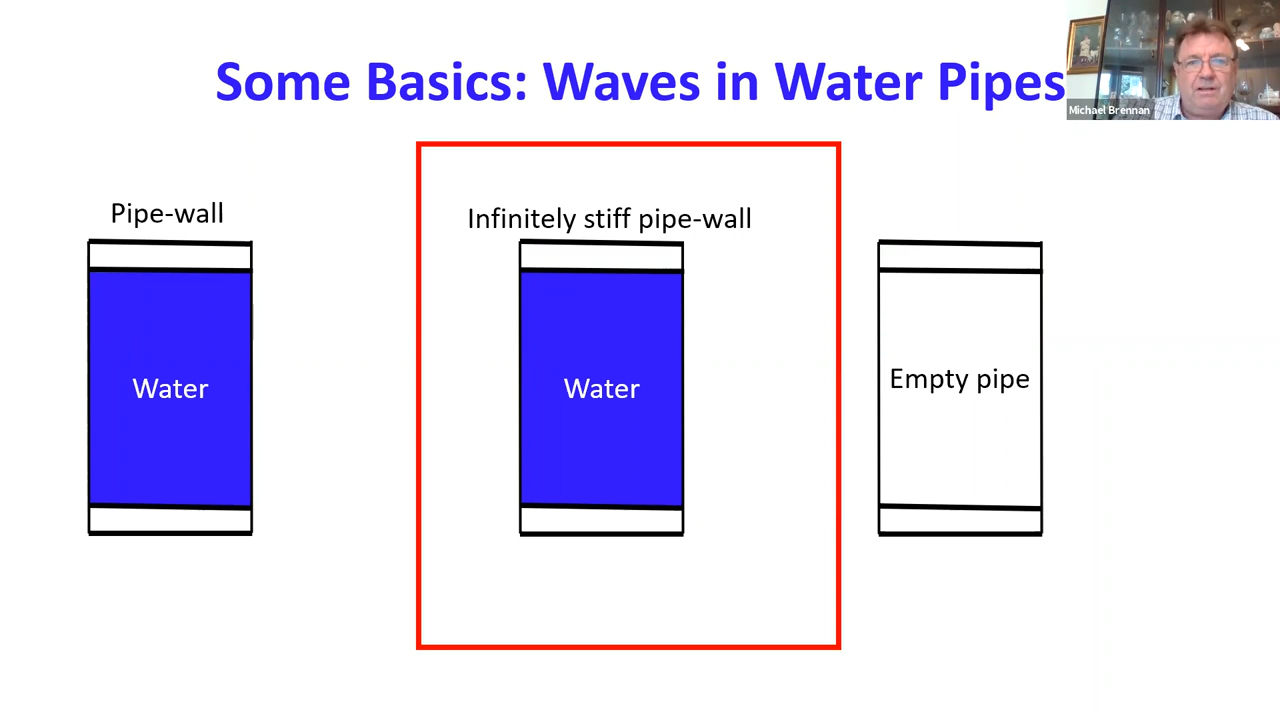 Some Basics: Waves in Water Pipes
Michael Brennan
Pipe-wall
Infinitely stiff pipe-wall
Water
Water
Empty pipe